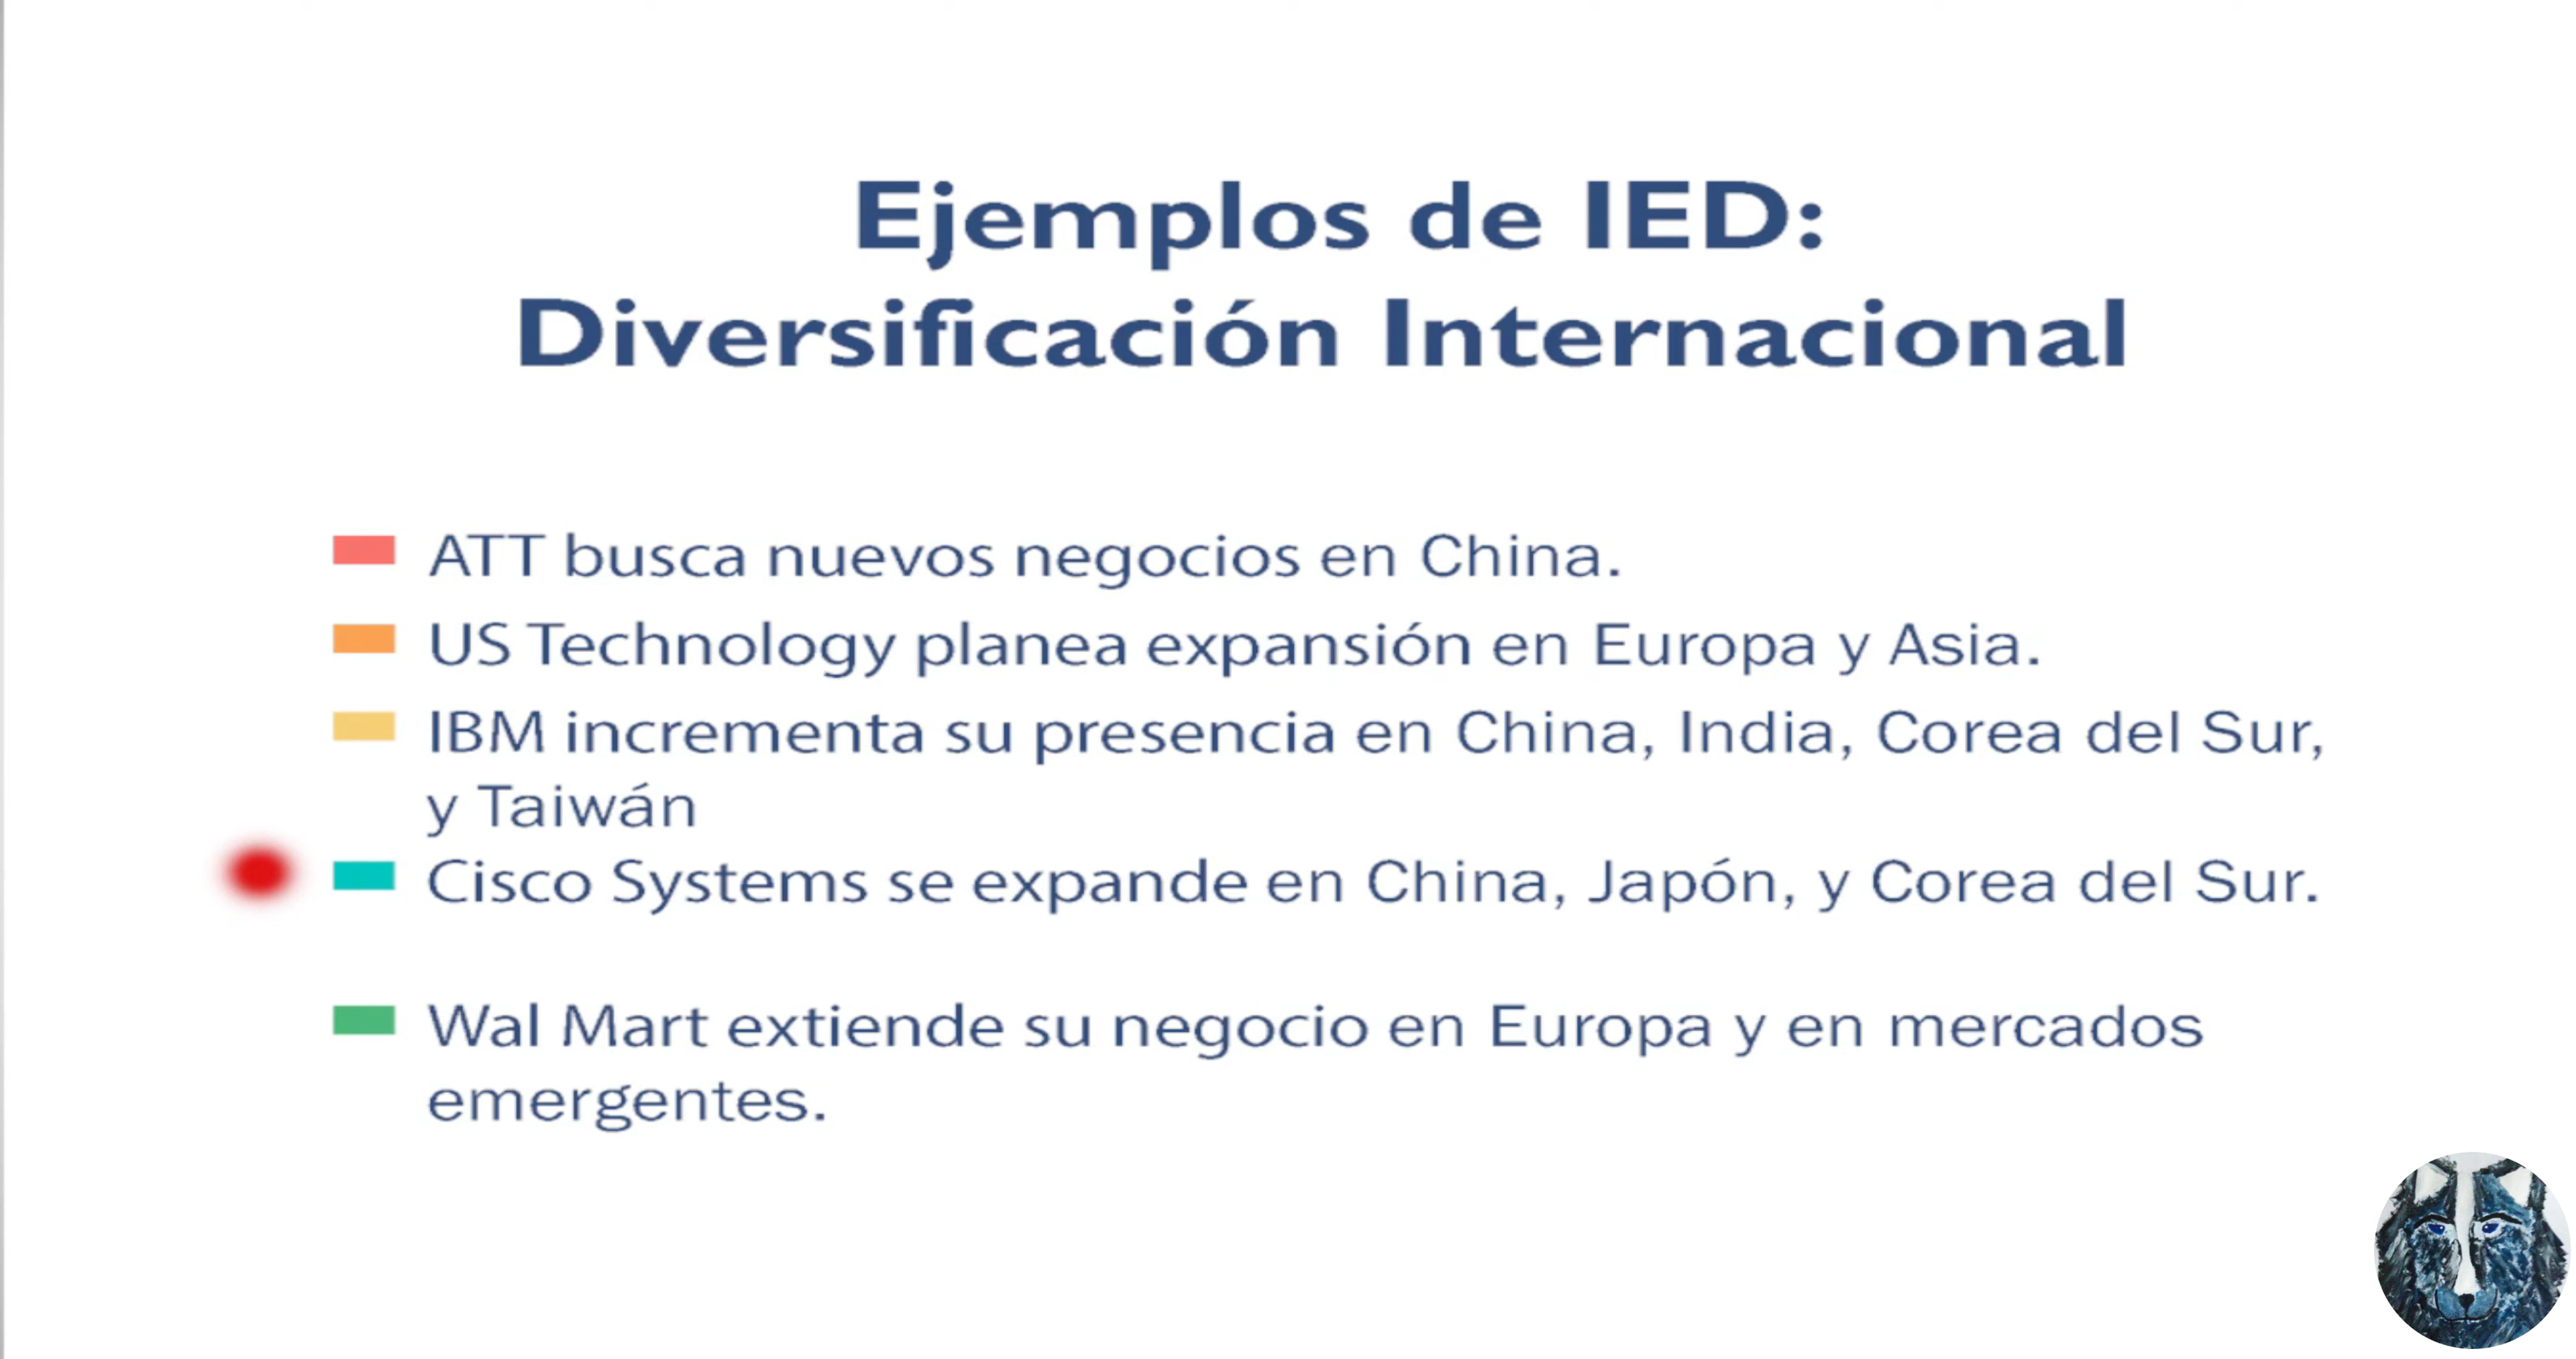 Ejemplos de IED:
Diversificación Internacional
ATT busca nuevos negocios en China.
US Technology planea expansión en Europa y Asia.
IBM incrementa su presencia en China, India, Corea del Sur,
y Taiwán
Cisco Systems se expande en China, Japón, y Corea del Sur.
Wal Mart extiende su negocio en Europa y en mercados
emergentes.